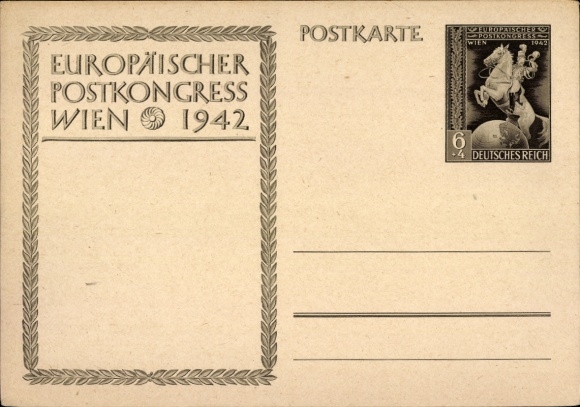 EUROPÄISCHER
POSTKONGRESS
WIEN 1942
POSTKARTE
EUROPÄISCHER
POSTKONGRESS
WIEN 1942
6
+4
DEUTSCHES REICH